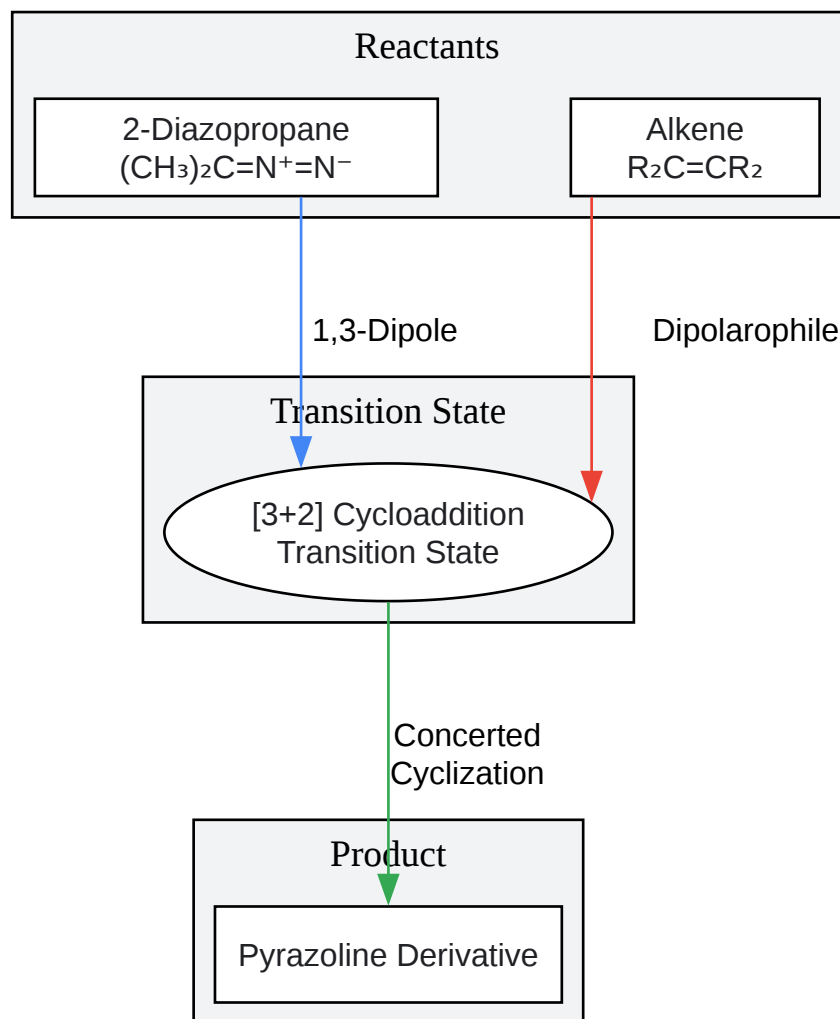 Reactants
2-Diazopropane
(CH₃)₂C=N⁺=N⁻
Alkene
R₂C=CR₂
1,3-Dipole
Dipolarophile
Transition State
[3+2] Cycloaddition
Transition State
Concerted
Cyclization
Product
Pyrazoline Derivative